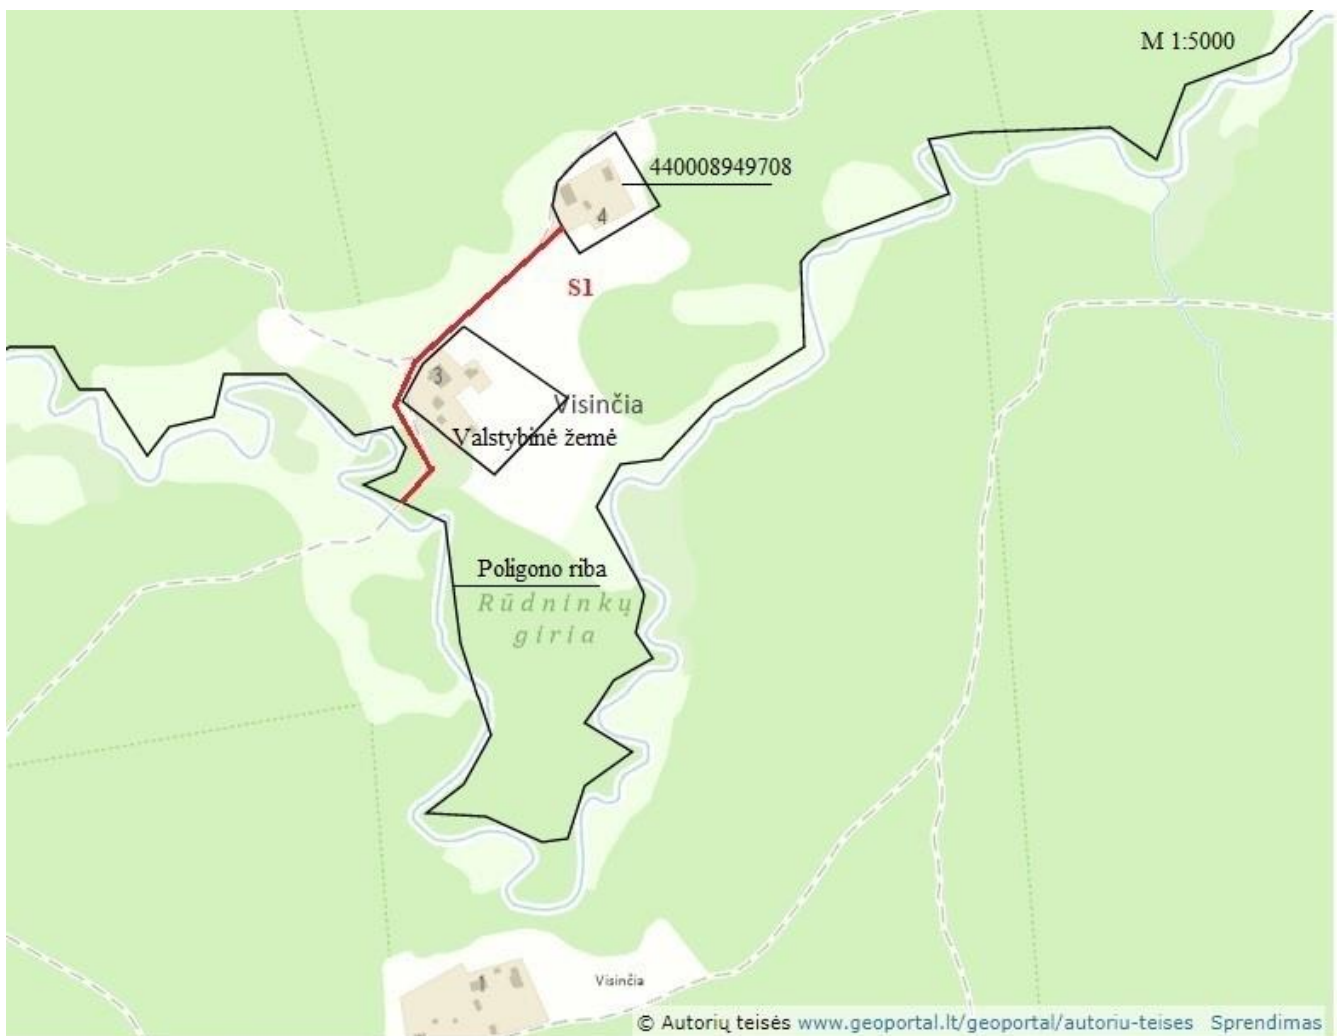 M 1:5000
440008949708
4
S1
3
Visinčia
Valstybinė žemė
Poligono riba
Rūdninkų
giria
1
Visinčia
© Autorių teisės www.geoportal.lt/geoportal/autoriu-teises Sprendimas